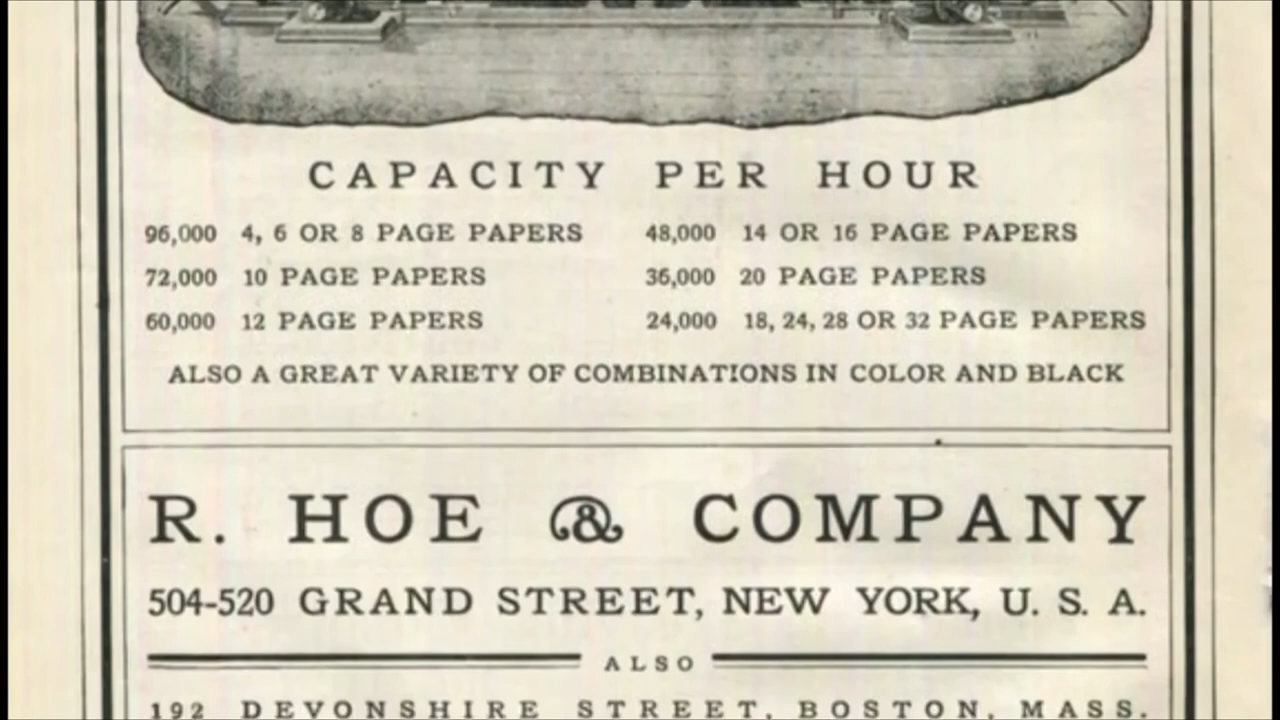 CAPACITY PER HOUR
96,000 4, 6 OR 8 PAGE PAPERS
72,000 10 PAGE PAPERS
60,000 12 PAGE PAPERS
48,000 14 OR 16 PAGE PAPERS
36,000 20 PAGE PAPERS
24,000 18, 24, 28 OR 32 PAGE PAPERS
ALSO A GREAT VARIETY OF COMBINATIONS IN COLOR AND BLACK
R. HOE & COMPANY
504-520 GRAND STREET, NEW YORK, U. S. A.
ALSO
192 DEVONSHIRE STREET, BOSTON, MASS.